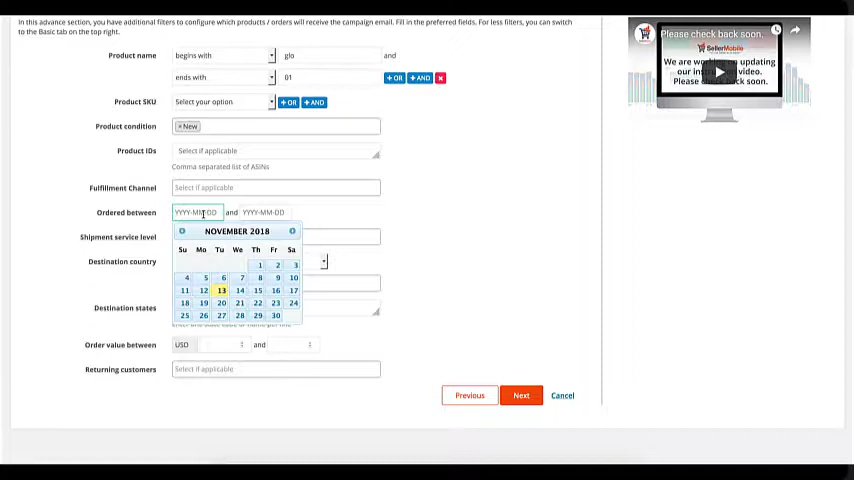 In this advance section, you have additional filters to configure which products / orders will receive the campaign email. Fill in the preferred fields. For less filters, you can switch
to the Basic tab on the top right.
Product name begins with glo and
ends with 01 + OR + AND ×
Product SKU Select your option + OR + AND
Product condition × New
Product IDs Select if applicable
Comma separated list of ASINs
Fulfillment Channel Select if applicable
Ordered between YYYY-MM-DD and YYYY-MM-DD
Shipment service level
Destination country
Destination states
NOVEMBER 2018
Su Mo Tu We Th Fr Sa
1 2 3
4 5 6 7 8 9 10
11 12 13 14 15 16 17
18 19 20 21 22 23 24
25 26 27 28 29 30
Order value between USD and
Returning customers Select if applicable
Previous Next Cancel
Please check back soon.
SellerMobile
We are working on updating
our
video.
Please check back soon.